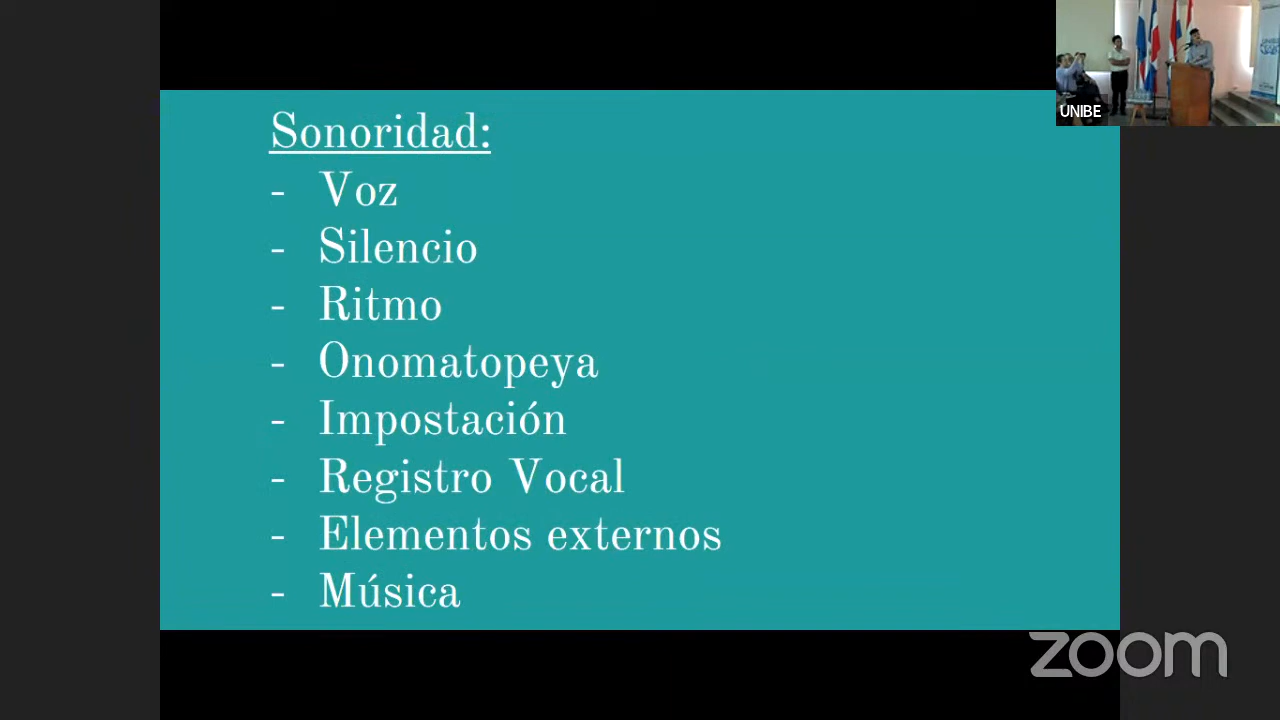 Sonoridad:
- Voz
- Silencio
- Ritmo
- Onomatopeya
- Impostación
- Registro Vocal
- Elementos externos
- Música
UNIBE
zoom